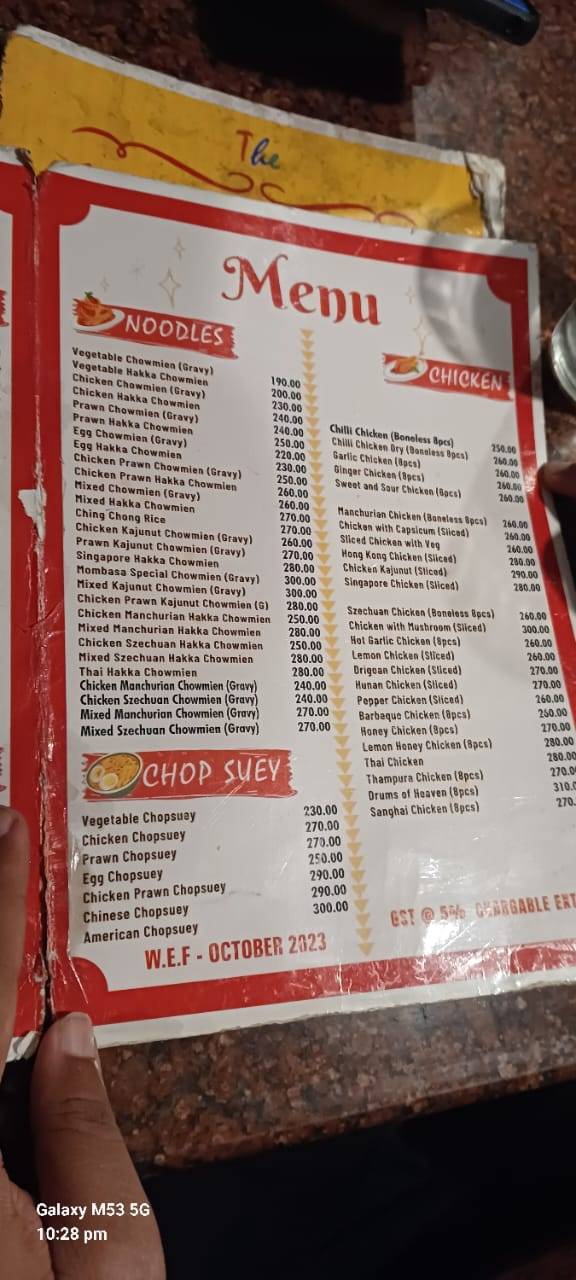 The
Menu
NOODLES
Vegetable Chowmien (Gravy) 190.00
Vegetable Hakka Chowmien 200.00
Chicken Chowmien (Gravy) 230.00
Chicken Hakka Chowmien 240.00
Prawn Chowmien (Gravy) 240.00
Prawn Hakka Chowmien 250.00
Egg Chowmien (Gravy) 220.00
Egg Hakka Chowmien 230.00
Chicken Prawn Chowmien (Gravy) 250.00
Chicken Prawn Hakka Chowmien 260.00
Mixed Chowmien (Gravy) 260.00
Mixed Hakka Chowmien 270.00
Ching Chong Rice 270.00
Chicken Kajunut Chowmien (Gravy) 260.00
Prawn Kajunut Chowmien (Gravy) 270.00
Singapore Hakka Chowmien 280.00
Mombasa Special Chowmien (Gravy) 300.00
Mixed Kajunut Chowmien (Gravy) 300.00
Chicken Prawn Kajunut Chowmien (G) 280.00
Chicken Manchurian Hakka Chowmien 250.00
Mixed Manchurian Hakka Chowmien 280.00
Chicken Szechuan Hakka Chowmien 250.00
Mixed Szechuan Hakka Chowmien 280.00
Thai Hakka Chowmien 280.00
Chicken Manchurian Chowmien (Gravy) 240.00
Chicken Szechuan Chowmien (Gravy) 240.00
Mixed Manchurian Chowmien (Gravy) 270.00
Mixed Szechuan Chowmien (Gravy) 270.00
CHOP SUEY
Vegetable Chopsuey 230.00
Chicken Chopsuey 270.00
Prawn Chopsuey 270.00
Egg Chopsuey 250.00
Chicken Prawn Chopsuey 290.00
Chinese Chopsuey 290.00
American Chopsuey 300.00
W.E.F - OCTOBER 2023
CHICKEN
Chilli Chicken (Boneless 8pcs) 250.00
Chilli Chicken Dry (Boneless 8pcs) 260.00
Garlic Chicken (8pcs) 260.00
Ginger Chicken (8pcs) 260.00
Sweet and Sour Chicken (8pcs) 260.00
Manchurian Chicken (Boneless 8pcs) 260.00
Chicken with Capsicum (Sliced) 260.00
Sliced Chicken with Veg 260.00
Hong Kong Chicken (Sliced) 280.00
Chicken Kajunut (Sliced) 290.00
Singapore Chicken (Sliced) 280.00
Szechuan Chicken (Boneless 8pcs) 260.00
Chicken with Mushroom (Sliced) 300.00
Hot Garlic Chicken (8pcs) 260.00
Lemon Chicken (Sliced) 260.00
Origoan Chicken (Sliced) 270.00
Hunan Chicken (Sliced) 270.00
Pepper Chicken (Sliced) 260.00
Barbeque Chicken (8pcs) 260.00
Honey Chicken (8pcs) 270.00
Lemon Honey Chicken (8pcs) 280.00
Thai Chicken 280.00
Thampura Chicken (8pcs) 270.0
Drums of Heaven (8pcs) 310.
Sanghai Chicken (8pcs) 270.
GST @ 5% CHARGABLE EXT
Galaxy M53 5G
10:28 pm